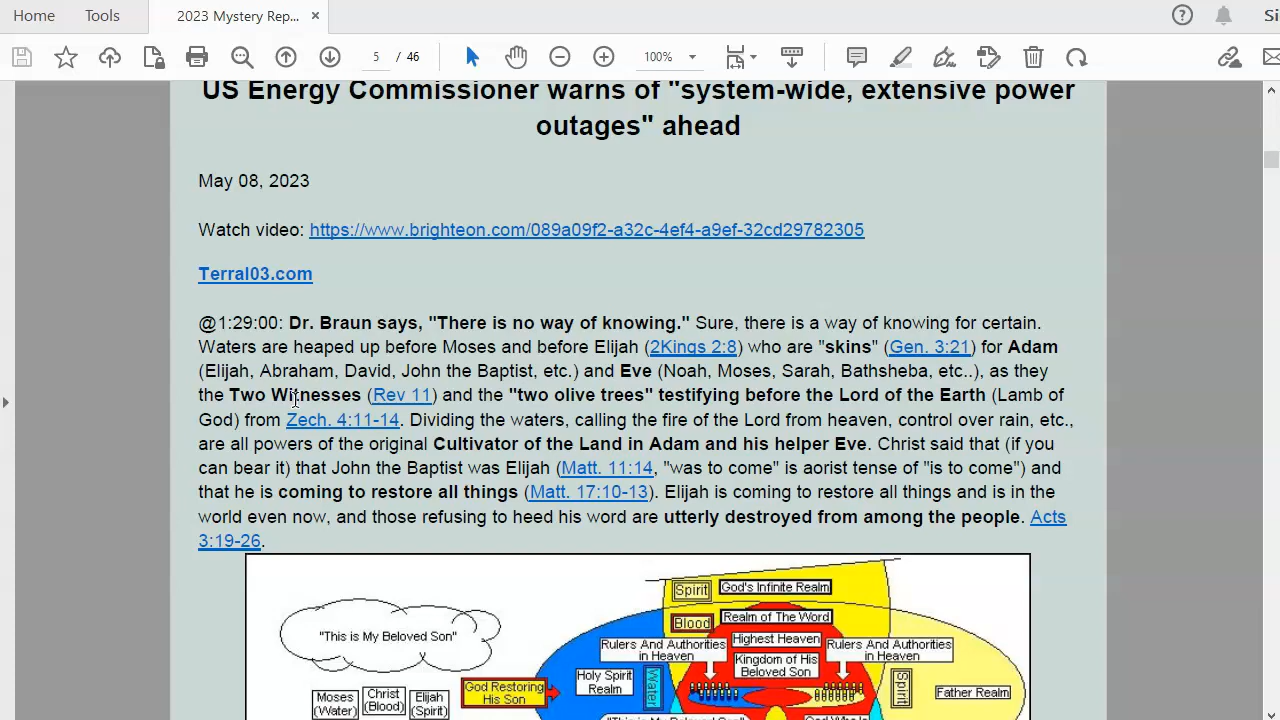 Home Tools 2023 Mystery Rep... × Si
5 / 46 100%
US Energy Commissioner warns of "system-wide, extensive power
outages" ahead
May 08, 2023
Watch video: https://www.brighteon.com/089a09f2-a32c-4ef4-a9ef-32cd29782305
Terral03.com
@1:29:00: Dr. Braun says, "There is no way of knowing." Sure, there is a way of knowing for certain.
Waters are heaped up before Moses and before Elijah (2Kings 2:8) who are "skins" (Gen. 3:21) for Adam
(Elijah, Abraham, David, John the Baptist, etc.) and Eve (Noah, Moses, Sarah, Bathsheba, etc..), as they
the Two Witnesses (Rev 11) and the "two olive trees" testifying before the Lord of the Earth (Lamb of
God) from Zech. 4:11-14. Dividing the waters, calling the fire of the Lord from heaven, control over rain, etc.,
are all powers of the original Cultivator of the Land in Adam and his helper Eve. Christ said that (if you
can bear it) that John the Baptist was Elijah (Matt. 11:14, "was to come" is aorist tense of "is to come") and
that he is coming to restore all things (Matt. 17:10-13). Elijah is coming to restore all things and is in the
world even now, and those refusing to heed his word are utterly destroyed from among the people. Acts
3:19-26.
Spirit God's Infinite Realm
Blood Realm of The Word
"This is My Beloved Son"
Rulers And Authorities
in Heaven
Highest Heaven
Rulers And Authorities
in Heaven
Kingdom of His
Beloved Son
Holy Spirit
Realm
Water
Spirit
Father Realm
God Restoring
His Son
Moses
(Water)
Christ
(Blood)
Elijah
(Spirit)
"This is My Beloved Son"
God Who Is